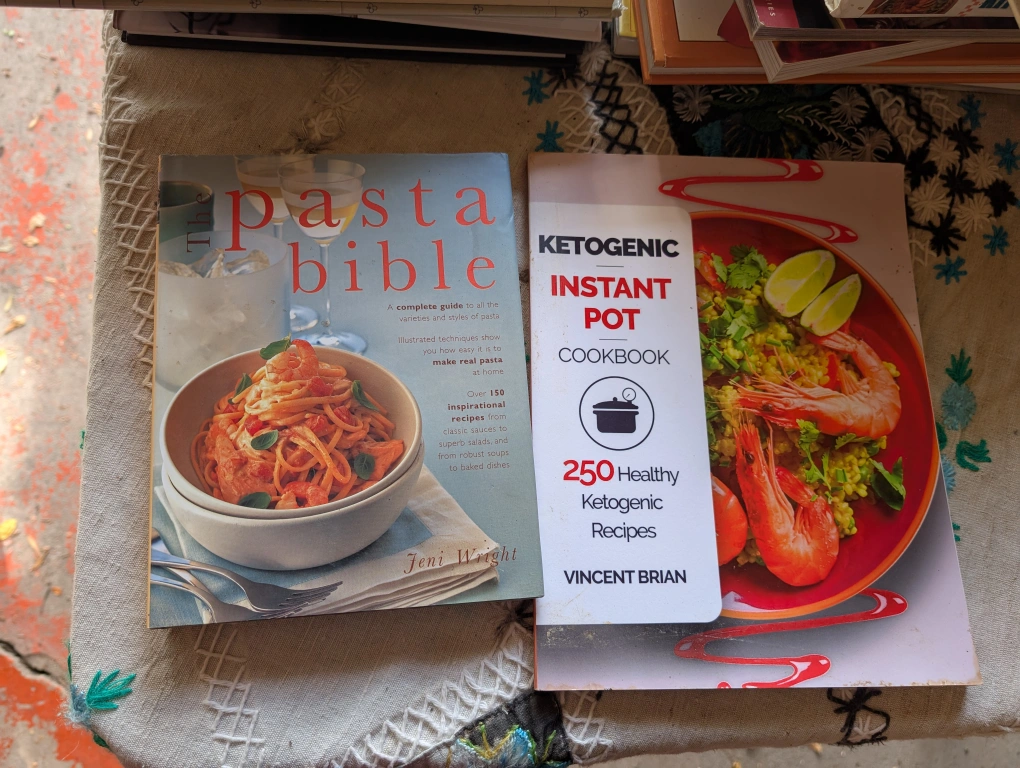 The
pasta
bible
A complete guide to all the
varieties and styles of pasta
Illustrated techniques show
you how easy it is to
make real pasta
at home
Over 150
inspirational
recipes from
classic sauces to
superb salads, and
from robust soups
to baked dishes
Jeni Wright
KETOGENIC
INSTANT
POT
COOKBOOK
250 Healthy
Ketogenic
Recipes
VINCENT BRIAN